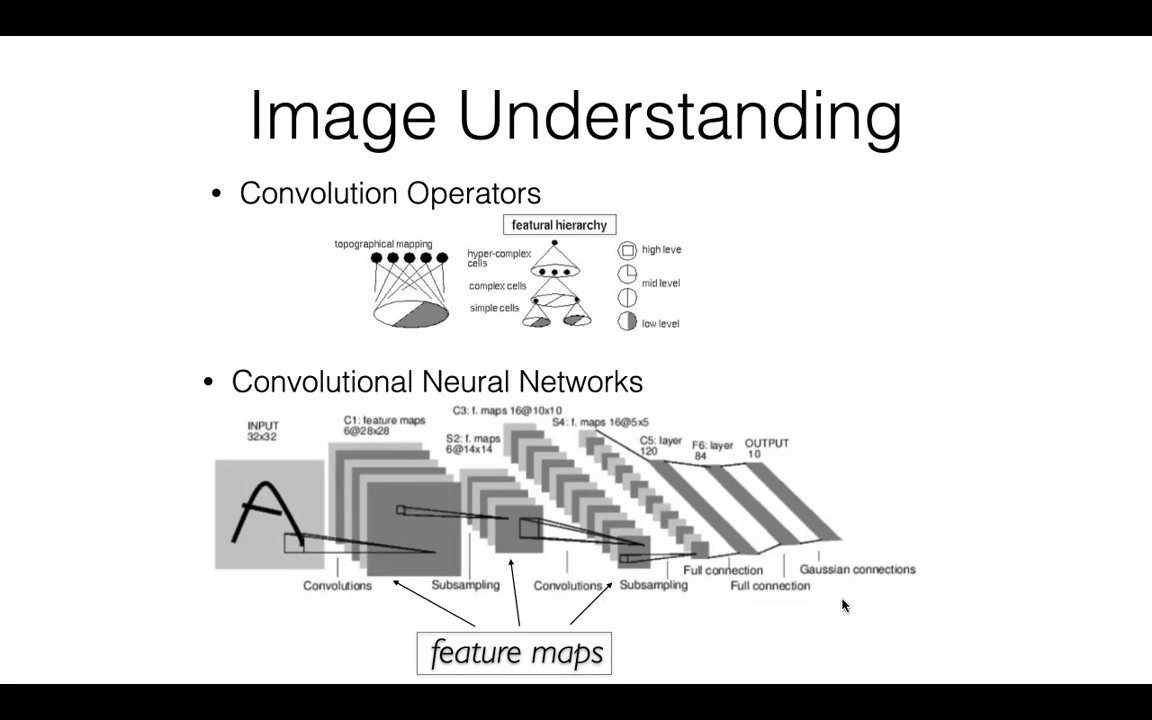 Image Understanding
• Convolution Operators
featural hierarchy
topographical mapping
hyper-complex
cells
complex cells
simple cells
high leve
mid level
low level
• Convolutional Neural Networks
INPUT
32x32
C1: feature maps
6@28x28
S2: f. maps
6@14x14
C3: f. maps 16@10x10
S4: f. maps 16@5x5
C5: layer
120
F6: layer
84
OUTPUT
10
A
Convolutions
Subsampling
Convolutions
Subsampling
Full connection
Full connection
Gaussian connections
feature maps